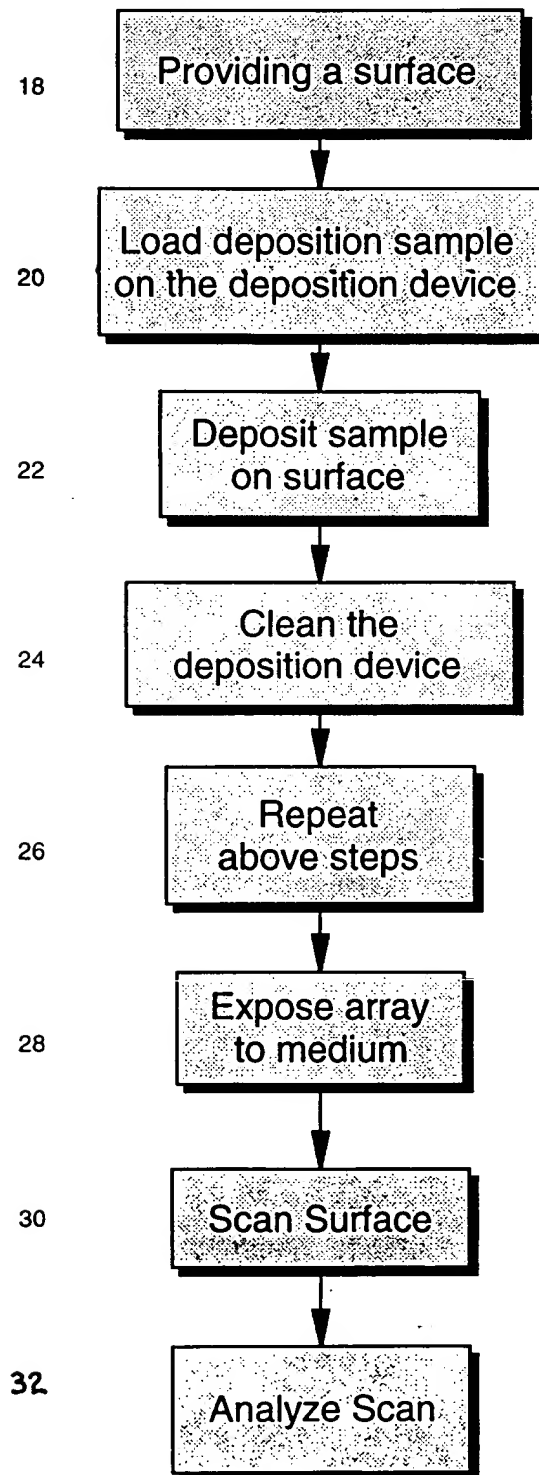 18
Providing a surface
20
Load deposition sample
on the deposition device
22
Deposit sample
on surface
24
Clean the
deposition device
26
Repeat
above steps
28
Expose array
to medium
30
Scan Surface
32
Analyze Scan